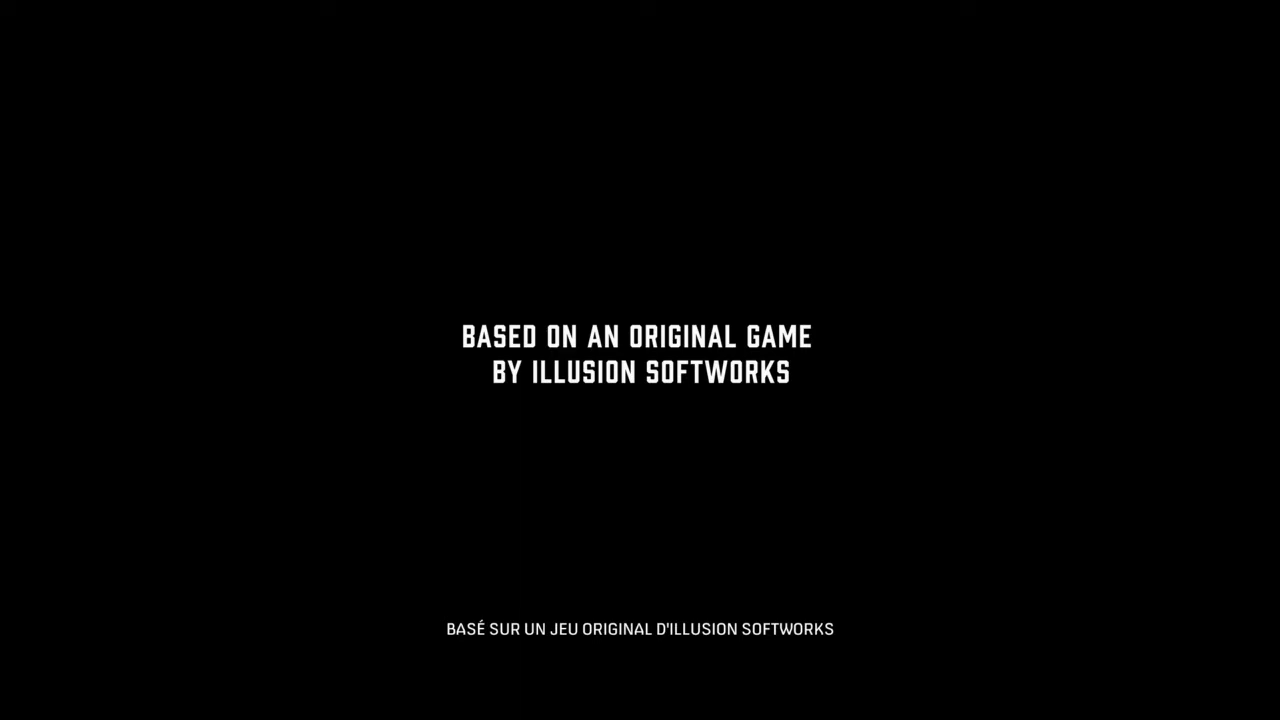 BASED ON AN ORIGINAL GAME
BY ILLUSION SOFTWORKS
BASÉ SUR UN JEU ORIGINAL D'ILLUSION SOFTWORKS